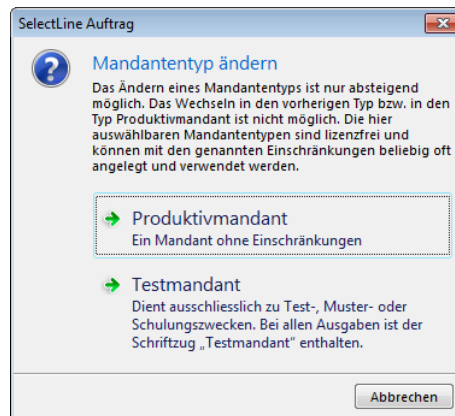 SelectLine Auftrag
Mandantentyp ändern
Das Ändern eines Mandantentyps ist nur absteigend
möglich. Das Wechseln in den vorherigen Typ bzw. in den
Typ Produktivmandant ist nicht möglich. Die hier
auswählbaren Mandantentypen sind lizenzfrei und
können mit den genannten Einschränkungen beliebig oft
angelegt und verwendet werden.
Produktivmandant
Ein Mandant ohne Einschränkungen
Testmandant
Dient ausschliesslich zu Test-, Muster- oder
Schulungszwecken. Bei allen Ausgaben ist der
Schriftzug „Testmandant" enthalten.
Abbrechen